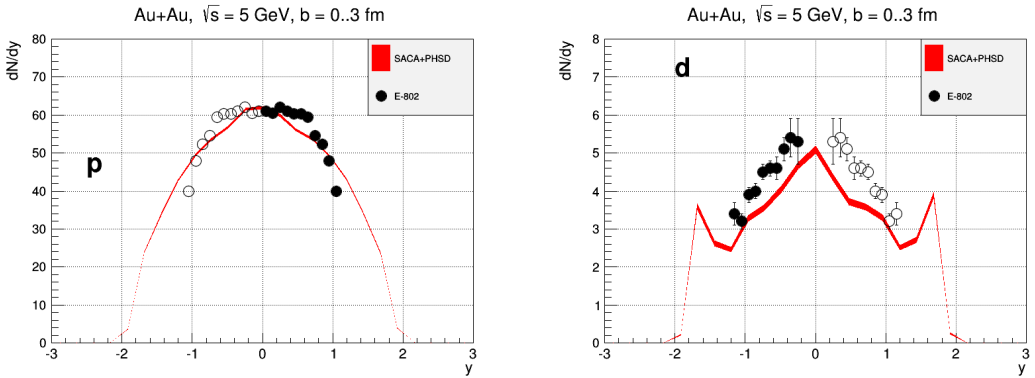 Au+Au, √s = 5 GeV, b = 0..3 fm
dN/dy
80
70
60
50
40
30
20
10
0
-3 -2 -1 0 1 2 3
y
p
SACA+PHSD
E-802
Au+Au, √s = 5 GeV, b = 0..3 fm
dN/dy
8
7
6
5
4
3
2
1
0
-3 -2 -1 0 1 2 3
y
d
SACA+PHSD
E-802